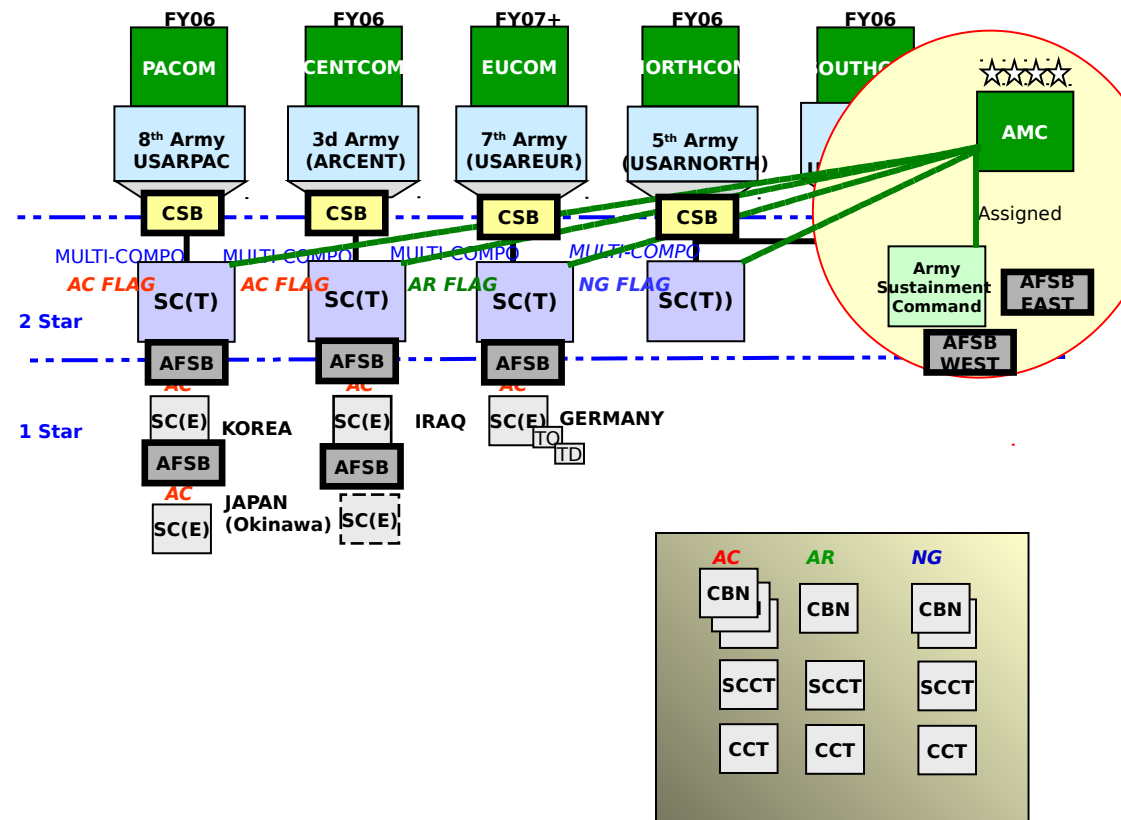 FY06
FY06
FY07+
FY06
FY06
PACOM
CENTCOM
EUCOM
ORTHCO
OUTH
AMC
8th Army
USARPAC
3d Army
(ARCENT)
7th Army
(USAREUR)
5th Army
(USARNORTH)
CSB
CSB
CSB
CSB
Assigned
MULTI-COMPO
MULTI-COMPO
MULTI-COMPO
MULTI-COMPO
AC FLAG
AC FLAG
AR FLAG
NG FLAG
SC(T)
SC(T)
SC(T)
SC(T))
Army
Sustainment
Command
AFSB
EAST
AFSB
WEST
2 Star
AFSB
AFSB
AFSB
AC
AC
AC
SC(E)
KOREA
SC(E)
IRAQ
SC(E)
GERMANY
TO
TD
1 Star
AFSB
AFSB
AC
SC(E)
JAPAN
(Okinawa)
SC(E)
AC
AR
NG
CBN
CBN
CBN
SCCT
SCCT
SCCT
CCT
CCT
CCT